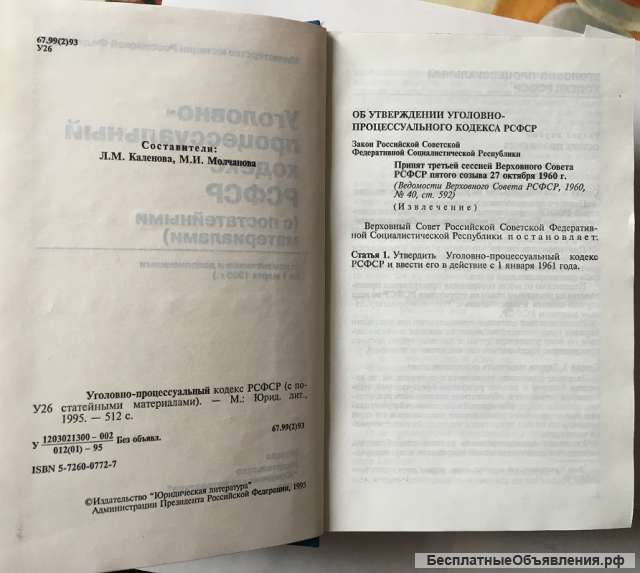 67.99(2)93
У26
Составители:
Л.М. Каленова, М.И. Молчанова
Уголовно-процессуальный кодекс РСФСР (с по-
У26 статейными материалами). — М.: Юрид. лит.,
1995. — 512 с.
67.99(2)93
У 1203021300 – 002
012(01) – 95
Без объявл.
ISBN 5-7260-0772-7
©Издательство "Юридическая литература"
Администрации Президента Российской Федерации, 1995
ОБ УТВЕРЖДЕНИИ УГОЛОВНО-
ПРОЦЕССУАЛЬНОГО КОДЕКСА РСФСР
Закон Российской Советской
Федеративной Социалистической Республики
Принят третьей сессией Верховного Совета
РСФСР пятого созыва 27 октября 1960 г.
(Ведомости Верховного Совета РСФСР, 1960,
№ 40, ст. 592)
(Извлечение)
Верховный Совет Российской Советской Федератив-
ной Социалистической Республики постановляет:
Статья 1. Утвердить Уголовно-процессуальный кодекс
РСФСР и ввести его в действие с 1 января 1961 года.
БесплатныеОбъявления.рф